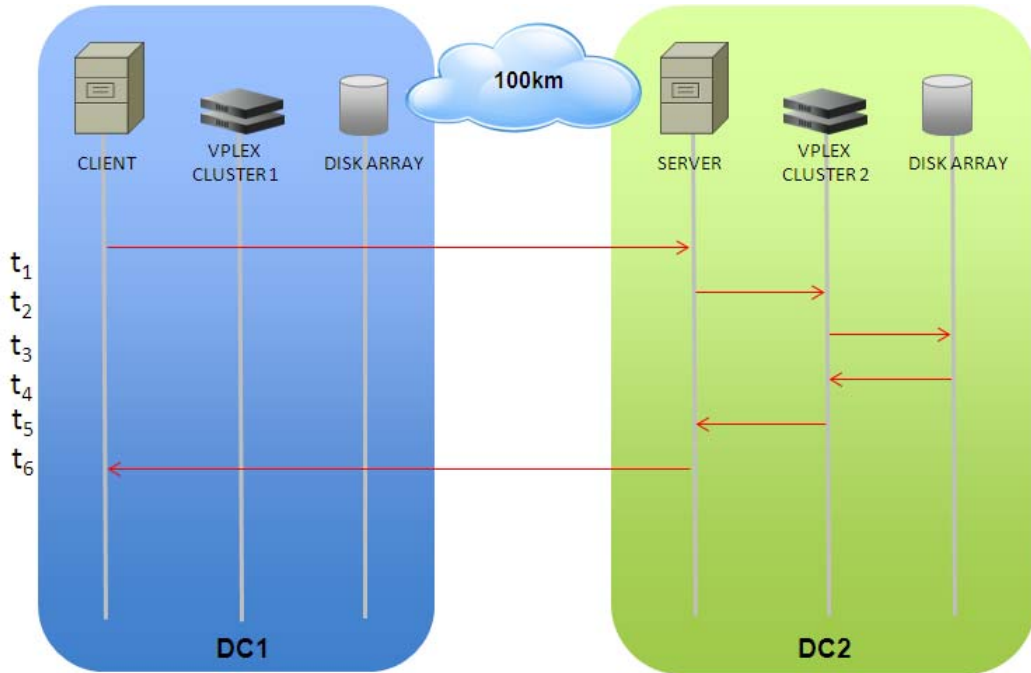 100km
CLIENT
VPLEX
CLUSTER 1
DISK ARRAY
SERVER
VPLEX
CLUSTER 2
DISK ARRAY
t1
t2
t3
t4
t5
t6
DC1
DC2